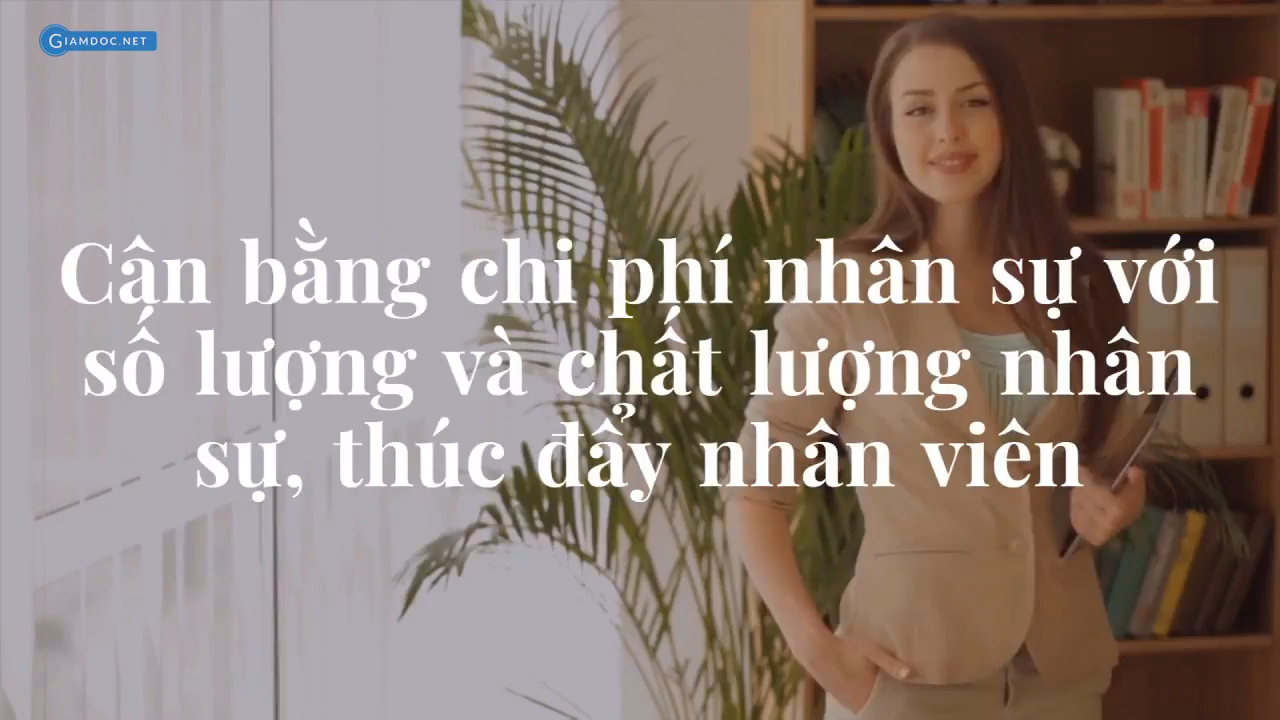 GIAMDOC.NET
Cân bằng chi phí nhân sự với
số lượng và chất lượng nhân
sự, thúc đẩy nhân viên